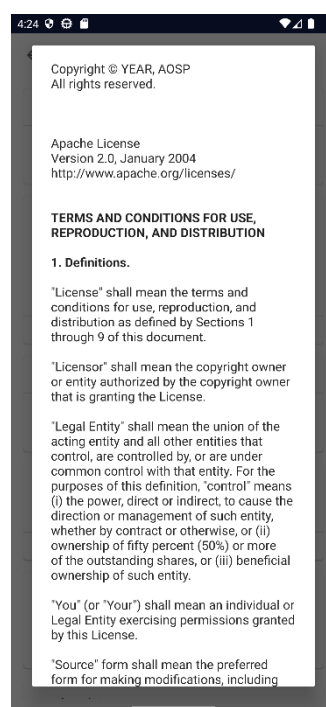 4:24
Copyright © YEAR, AOSP
All rights reserved.
Apache License
Version 2.0, January 2004
http://www.apache.org/licenses/
TERMS AND CONDITIONS FOR USE,
REPRODUCTION, AND DISTRIBUTION
1. Definitions.
"License" shall mean the terms and
conditions for use, reproduction, and
distribution as defined by Sections 1
through 9 of this document.
"Licensor" shall mean the copyright owner
or entity authorized by the copyright owner
that is granting the License.
"Legal Entity" shall mean the union of the
acting entity and all other entities that
control, are controlled by, or are under
common control with that entity. For the
purposes of this definition, "control" means
(i) the power, direct or indirect, to cause the
direction or management of such entity,
whether by contract or otherwise, or (ii)
ownership of fifty percent (50%) or more
of the outstanding shares, or (iii) beneficial
ownership of such entity.
"You" (or "Your") shall mean an individual or
Legal Entity exercising permissions granted
by this License.
"Source" form shall mean the preferred
form for making modifications, including